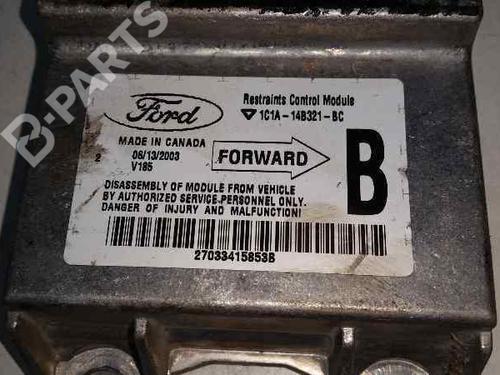 B-PARTS
Ford
Restraints Control Module
1C1A-14B321-BC
MADE IN CANADA
06/13/2003
V185
2
FORWARD
B
DISASSEMBLY OF MODULE FROM VEHICLE
BY AUTHORIZED SERVICE PERSONNEL ONLY.
DANGER OF INJURY AND MALFUNCTION!
27033415853B